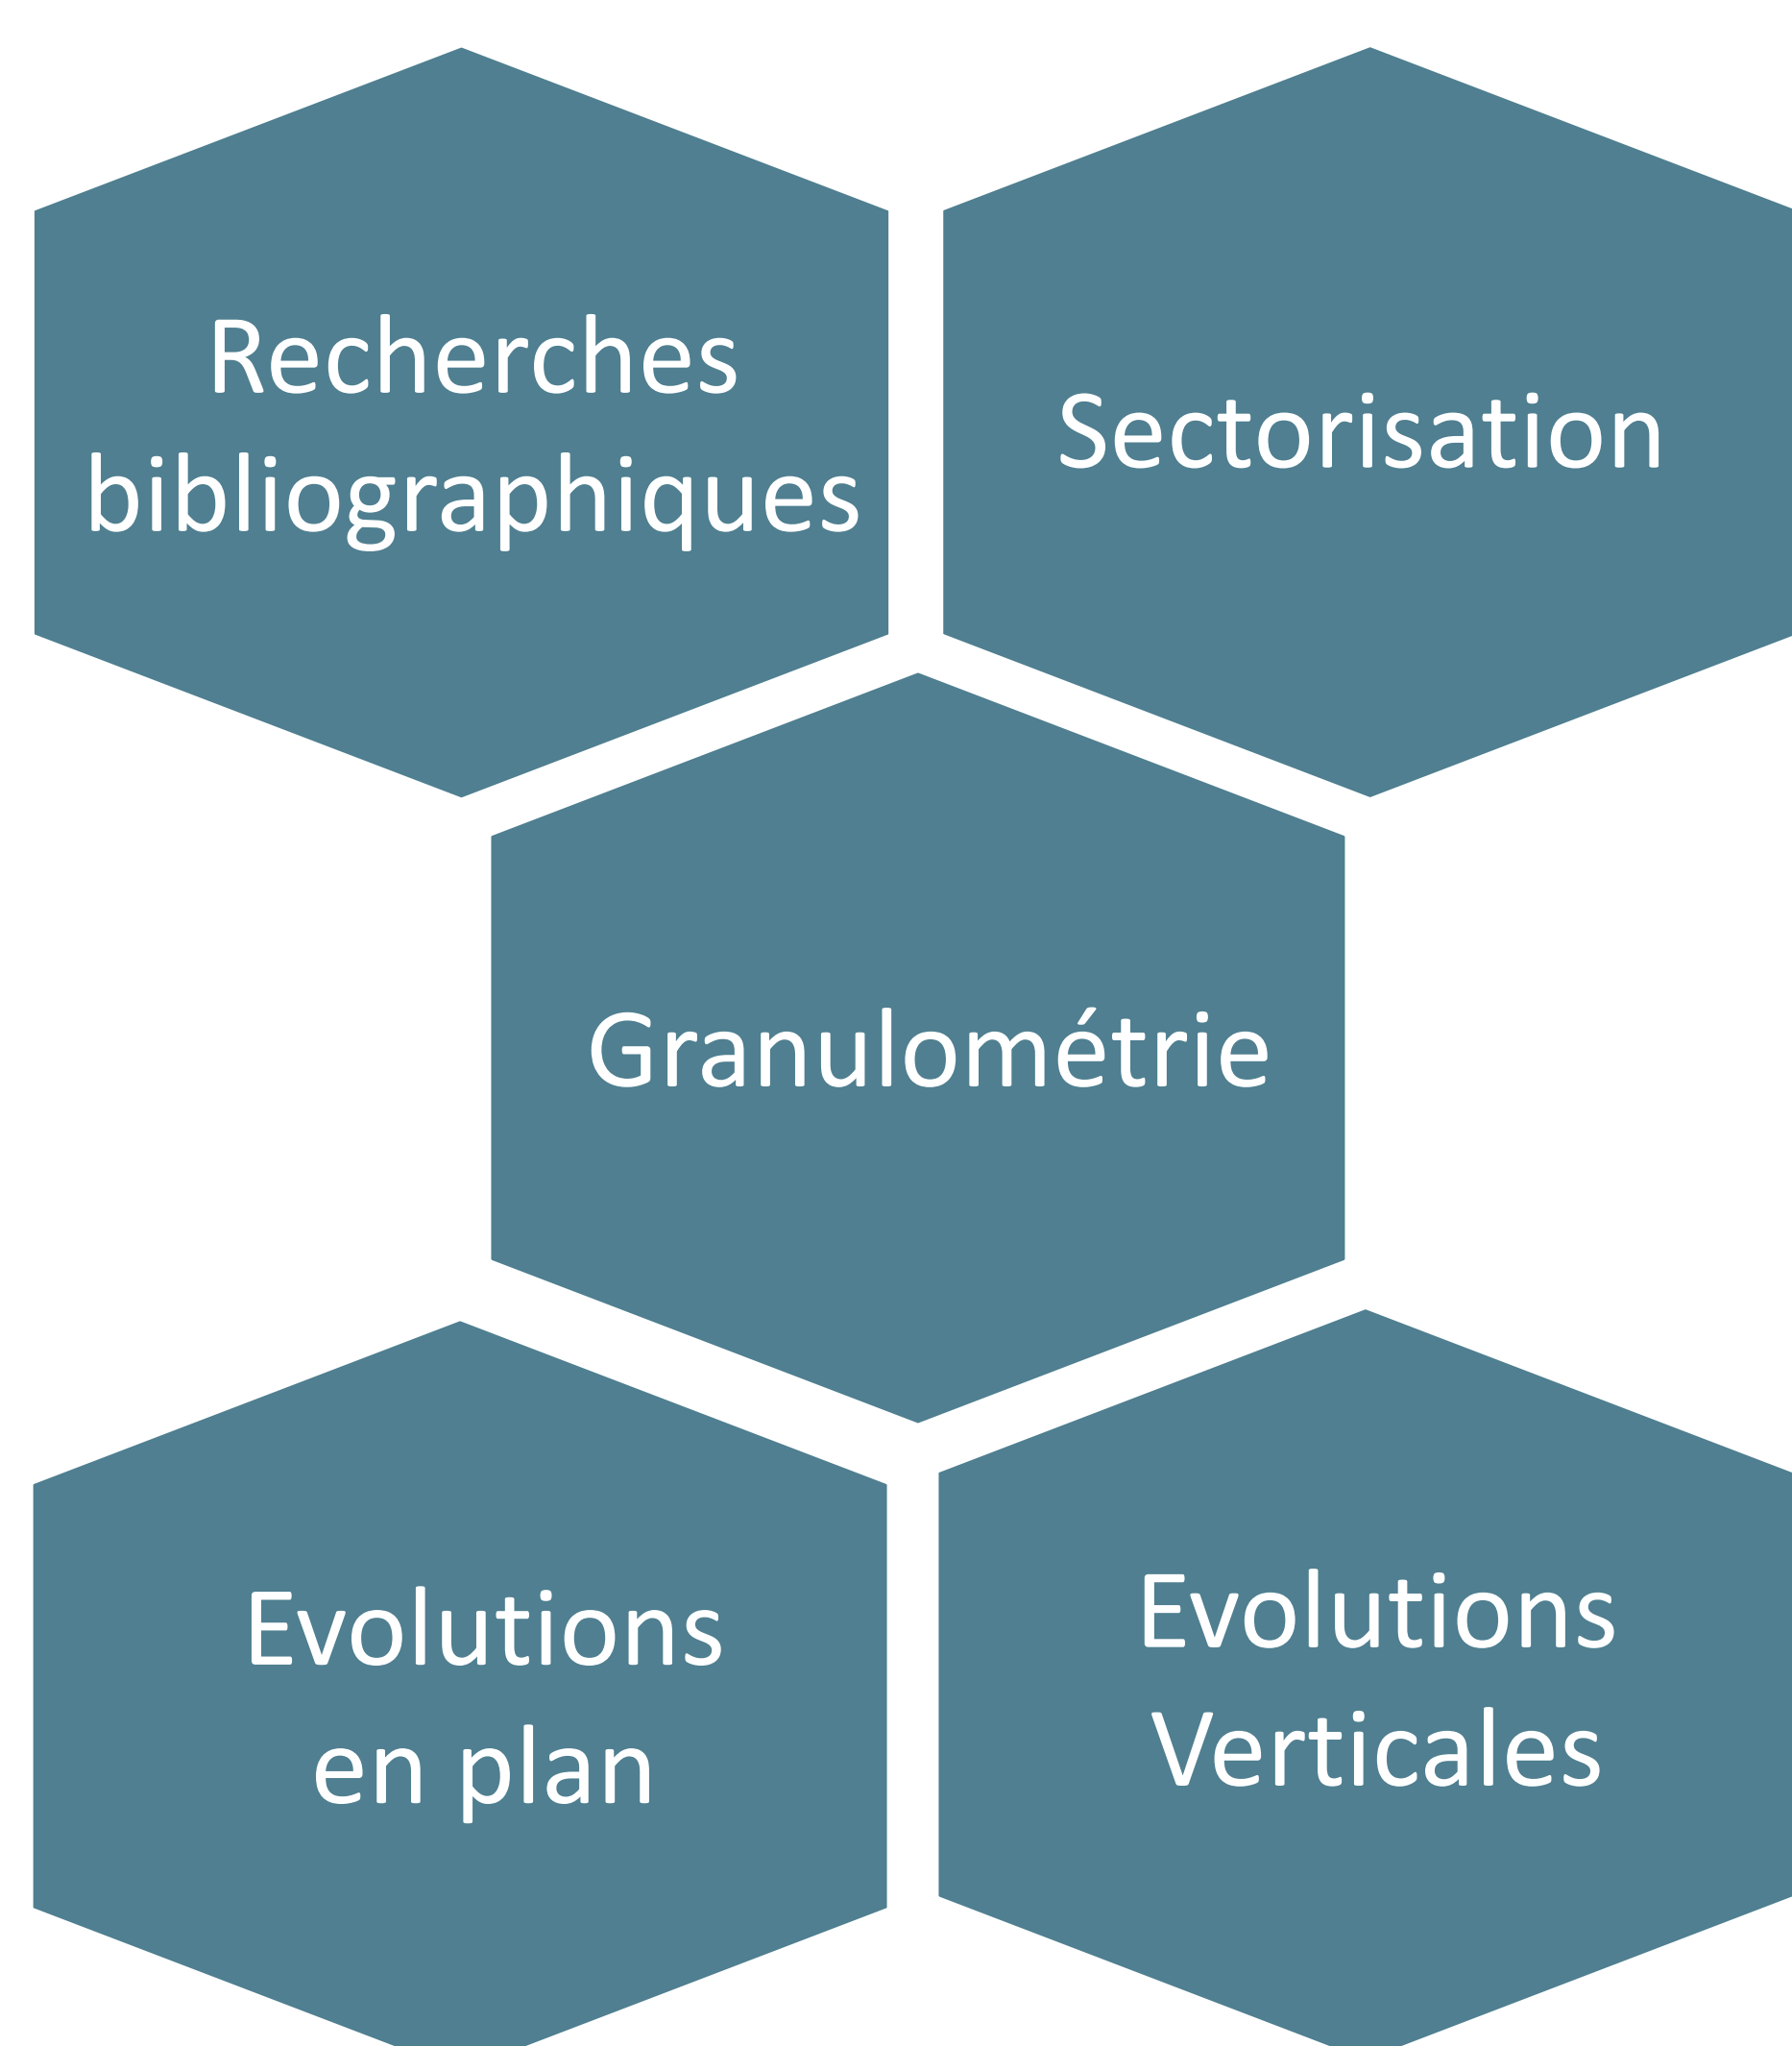 Recherches
bibliographiques
Sectorisation
Granulométrie
Evolutions
en plan
Evolutions
Verticales